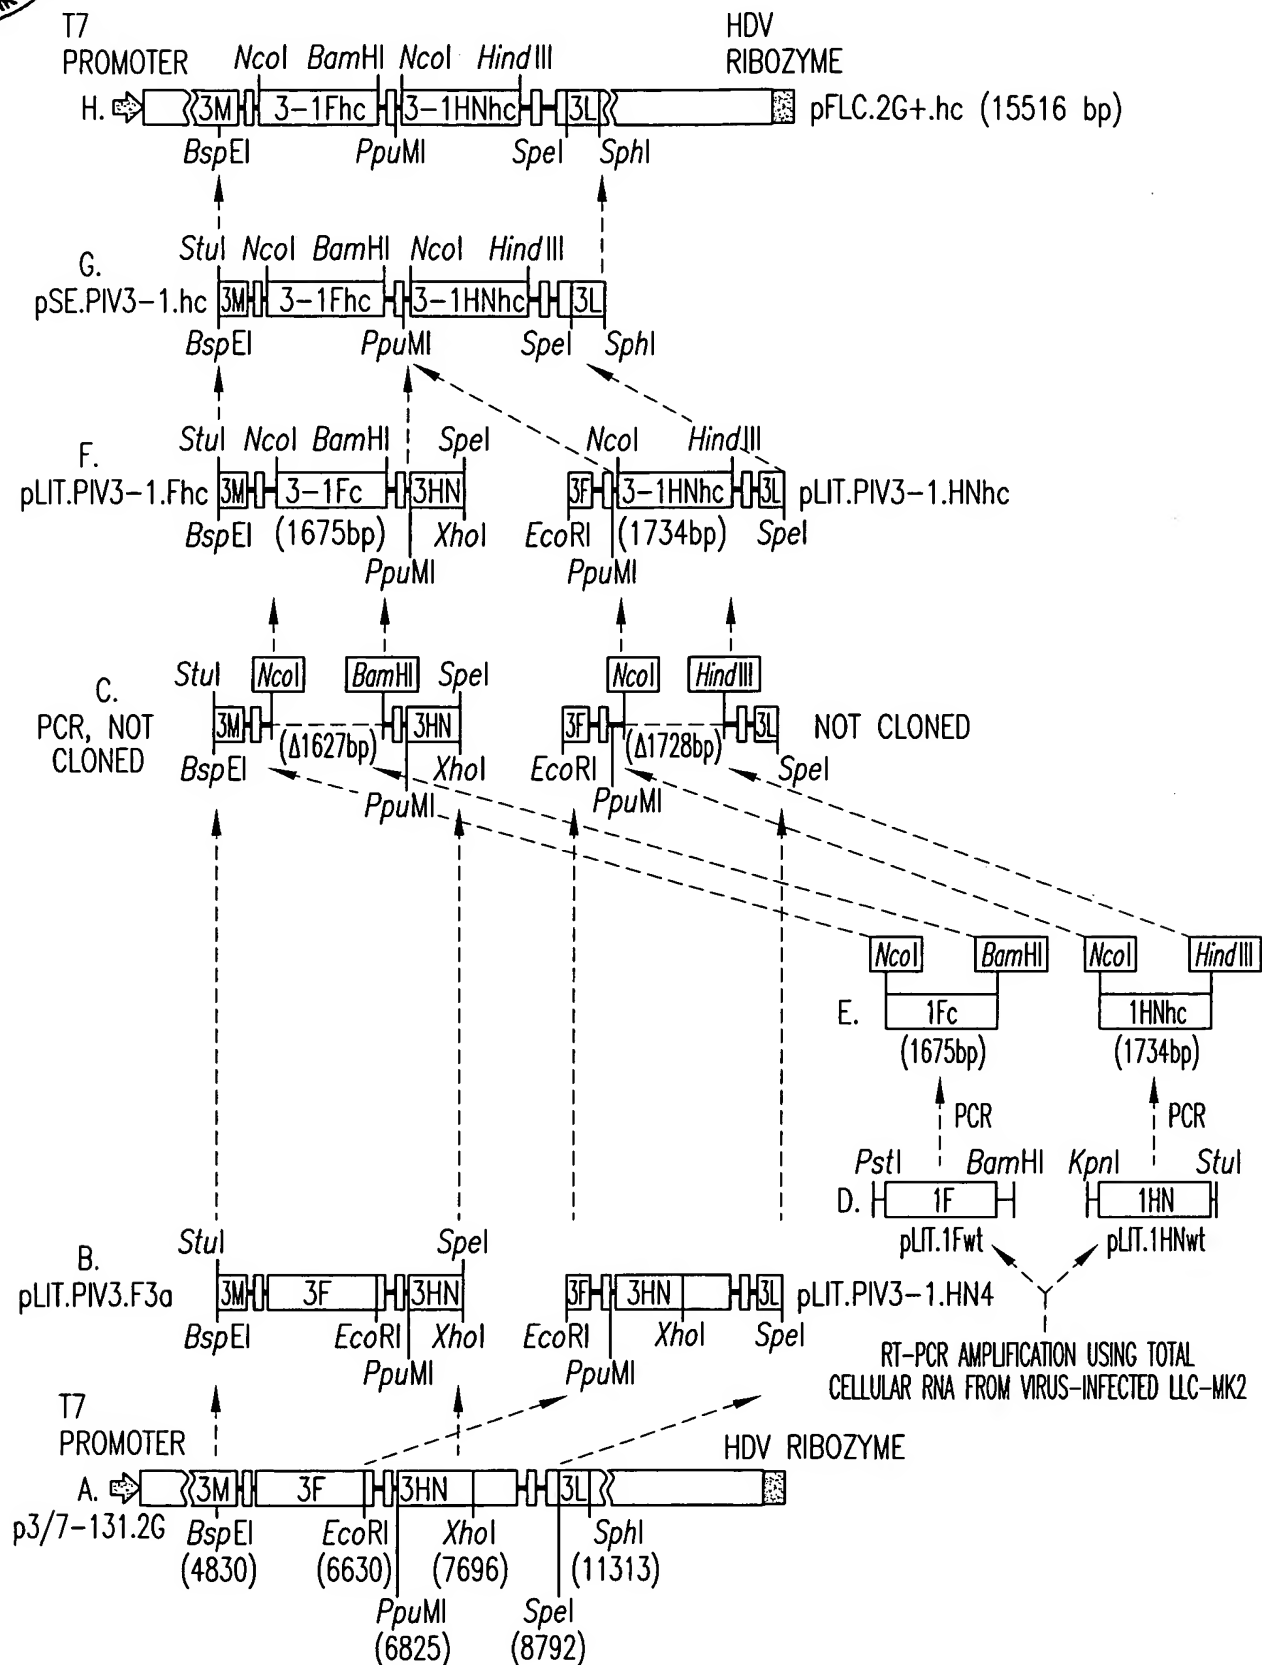 T7
PROMOTER
NcoI BamHI NcoI HindIII
HDV
RIBOZYME
H. 3M 3-1Fhc 3-1HNhc 3L pFLC.2G+.hc (15516 bp)
BspEI PpuMI SpeI SphI
StuI NcoI BamHI NcoI HindIII
G.
pSE.PIV3-1.hc 3M 3-1Fhc 3-1HNhc 3L
BspEI PpuMI SpeI SphI
StuI NcoI BamHI SpeI NcoI HindIII
F.
pLIT.PIV3-1.Fhc 3M 3-1Fc 3HN 3F 3-1HNhc 3L pLIT.PIV3-1.HNhc
BspEI (1675bp) XhoI EcoRI (1734bp) SpeI
PpuMI PpuMI
StuI NcoI BamHI SpeI NcoI HindIII
C.
PCR, NOT
CLONED
3M 3HN 3F 3L NOT CLONED
(Δ1627bp) (Δ1728bp)
BspEI XhoI EcoRI SpeI
PpuMI PpuMI
NcoI BamHI NcoI HindIII
E. 1Fc 1HNhc
(1675bp) (1734bp)
PCR PCR
PstI BamHI KpnI StuI
D. 1F 1HN
pLIT.1Fwt pLIT.1HNwt
StuI SpeI
B.
pLIT.PIV3.F3a 3M 3F 3HN 3F 3HN 3L pLIT.PIV3-1.HN4
BspEI EcoRI XhoI EcoRI XhoI SpeI
PpuMI PpuMI
RT-PCR AMPLIFICATION USING TOTAL
CELLULAR RNA FROM VIRUS-INFECTED LLC-MK2
T7
PROMOTER
HDV RIBOZYME
A. 3M 3F 3HN 3L
p3/7-131.2G BspEI EcoRI XhoI SphI
(4830) (6630) (7696) (11313)
PpuMI SpeI
(6825) (8792)